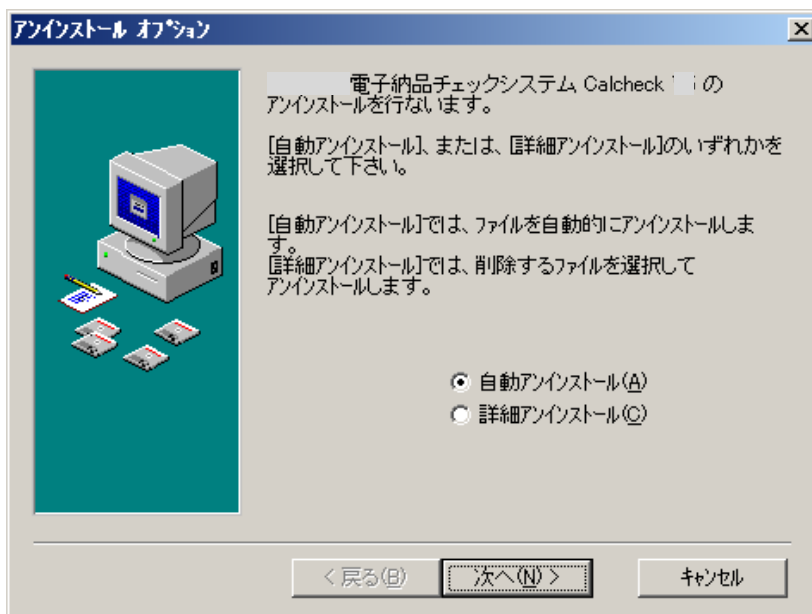 アンインストール オプション
電子納品チェックシステム Calcheck の
アンインストールを行ないます。
[自動アンインストール]、または、[詳細アンインストール]のいずれかを
選択して下さい。
[自動アンインストール]では、ファイルを自動的にアンインストールしま
す。
[詳細アンインストール]では、削除するファイルを選択して
アンインストールします。
自動アンインストール(A)
詳細アンインストール(C)
< 戻る(B)
次へ(N) >
キャンセル